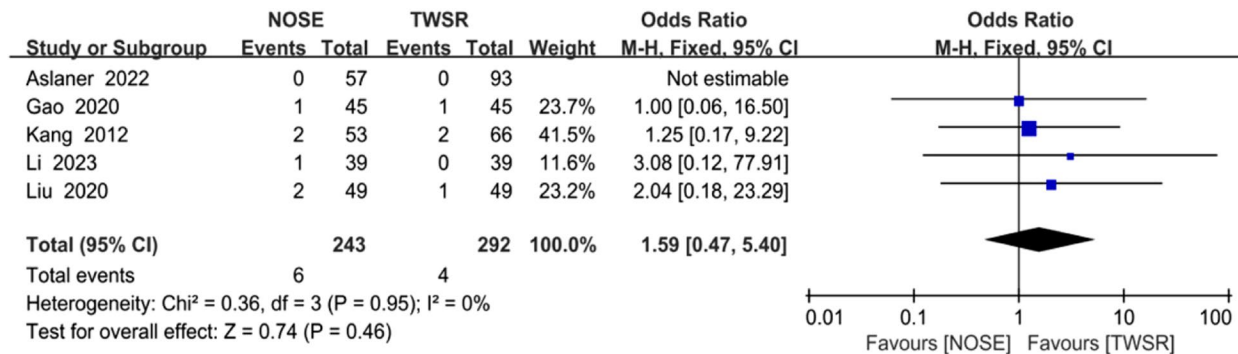 NOSE TWSR Odds Ratio Odds Ratio
Study or Subgroup Events Total Events Total Weight M-H, Fixed, 95% CI M-H, Fixed, 95% CI
Aslaner 2022 0 57 0 93 Not estimable
Gao 2020 1 45 1 45 23.7% 1.00 [0.06, 16.50]
Kang 2012 2 53 2 66 41.5% 1.25 [0.17, 9.22]
Li 2023 1 39 0 39 11.6% 3.08 [0.12, 77.91]
Liu 2020 2 49 1 49 23.2% 2.04 [0.18, 23.29]
Total (95% CI) 243 292 100.0% 1.59 [0.47, 5.40]
Total events 6 4
Heterogeneity: Chi² = 0.36, df = 3 (P = 0.95); I² = 0%
Test for overall effect: Z = 0.74 (P = 0.46)
0.01 0.1 1 10 100
Favours [NOSE] Favours [TWSR]